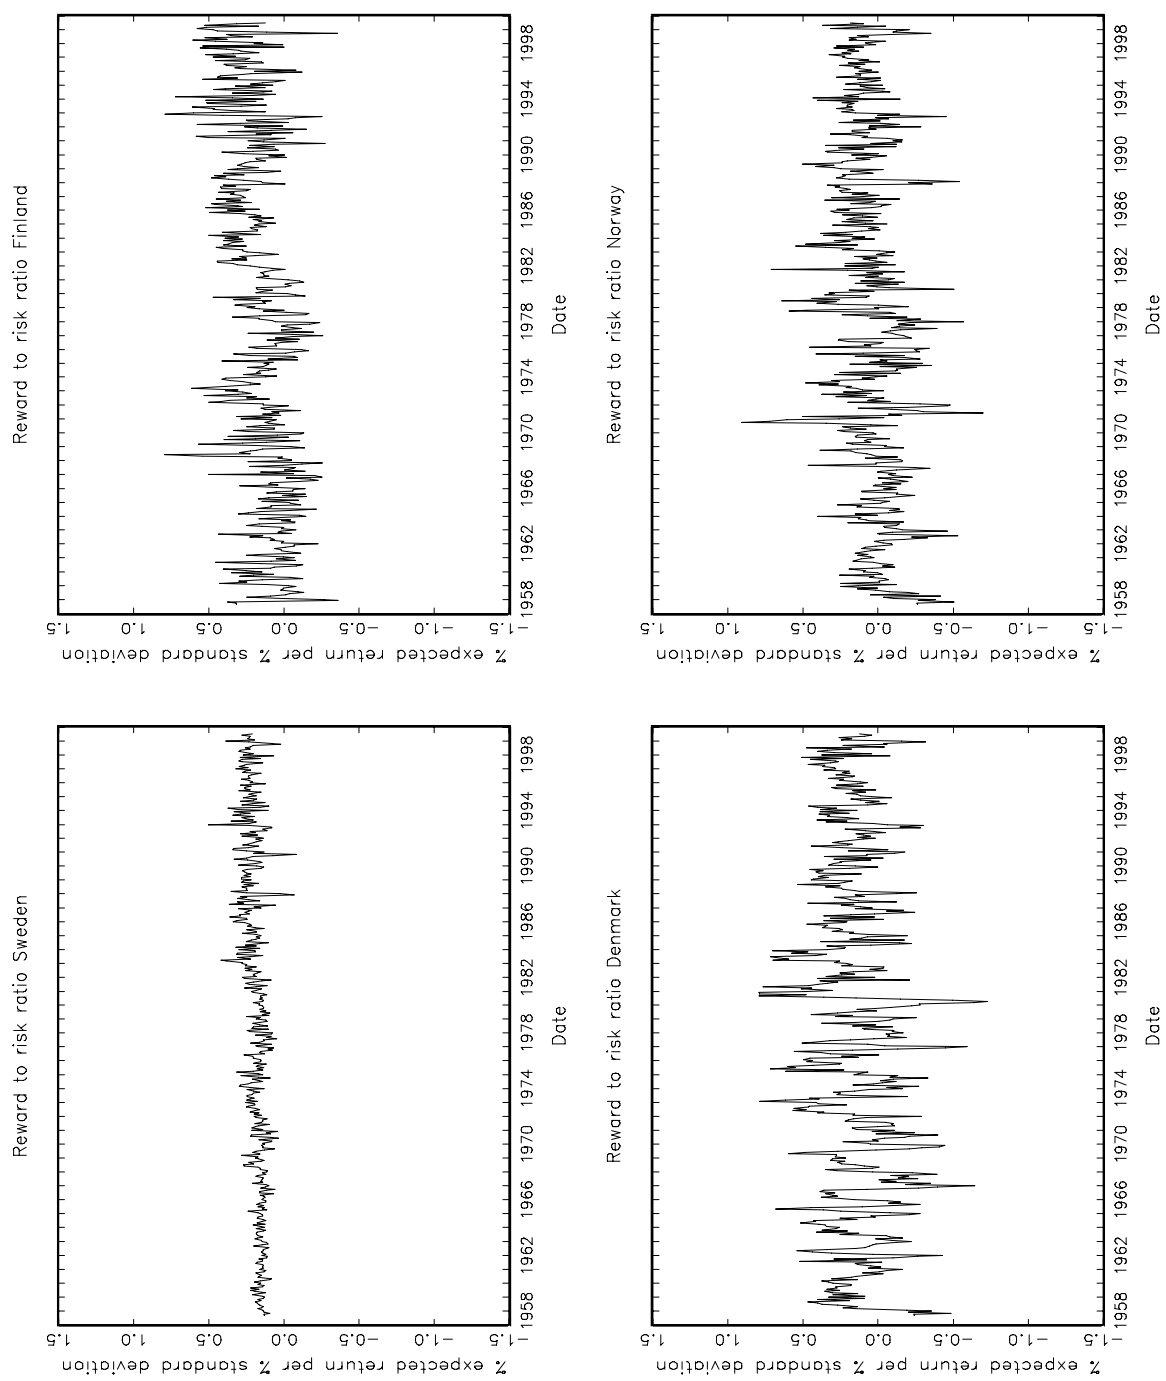 Reward to risk ratio Sweden
% expected return per % standard deviation
1.5
1.0
0.5
0.0
-0.5
-1.0
-1.5
1958 1962 1966 1970 1974 1978 1982 1986 1990 1994 1998
Date
Reward to risk ratio Finland
% expected return per % standard deviation
1.5
1.0
0.5
0.0
-0.5
-1.0
-1.5
1958 1962 1966 1970 1974 1978 1982 1986 1990 1994 1998
Date
Reward to risk ratio Denmark
% expected return per % standard deviation
1.5
1.0
0.5
0.0
-0.5
-1.0
-1.5
1958 1962 1966 1970 1974 1978 1982 1986 1990 1994 1998
Date
Reward to risk ratio Norway
% expected return per % standard deviation
1.5
1.0
0.5
0.0
-0.5
-1.0
-1.5
1958 1962 1966 1970 1974 1978 1982 1986 1990 1994 1998
Date